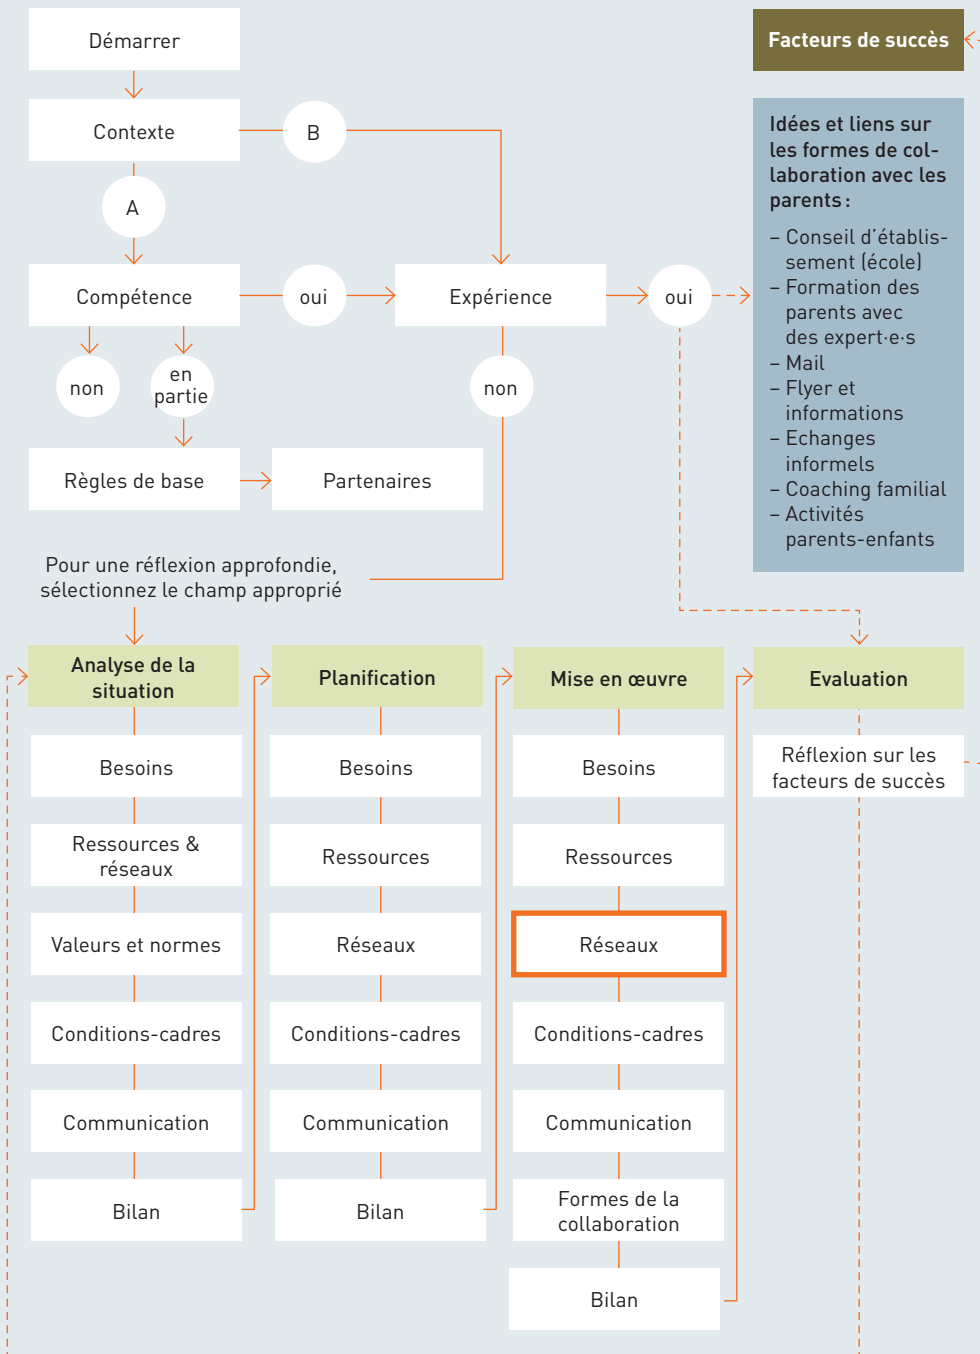 Démarrer
Facteurs de succès
Contexte
B
A
Idées et liens sur
les formes de col-
laboration avec les
parents :
– Conseil d’établis-
sement (école)
– Formation des
parents avec
des expert·e·s
– Mail
– Flyer et
informations
– Echanges
informels
– Coaching familial
– Activités
parents-enfants
Compétence
oui
Expérience
oui
non
en
partie
non
Règles de base
Partenaires
Pour une réflexion approfondie,
sélectionnez le champ approprié
Analyse de la
situation
Besoins
Ressources &
réseaux
Valeurs et normes
Conditions-cadres
Communication
Bilan
Planification
Besoins
Ressources
Réseaux
Conditions-cadres
Communication
Bilan
Mise en œuvre
Besoins
Ressources
Réseaux
Conditions-cadres
Communication
Formes de la
collaboration
Bilan
Evaluation
Réflexion sur les
facteurs de succès